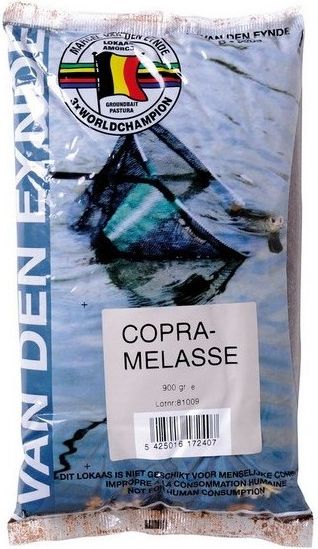 MARCEL VAN DEN EYNDE
LOKAAS
AMORCE
GROUNDBAIT
PASTURA
3xWORLDCHAMPION
VAN DEN EYNDE
VAN DEN EYNDE
COPRA-
MELASSE
900 gr e
Lotnr:81009
5 425016 172407
DIT LOKAAS IS NIET GESCHIKT VOOR MENSELIJKE CONS
IMPROPRE A LA CONSOMMATION HUMAINE
NOT FOR HUMAN CONSUMPTION